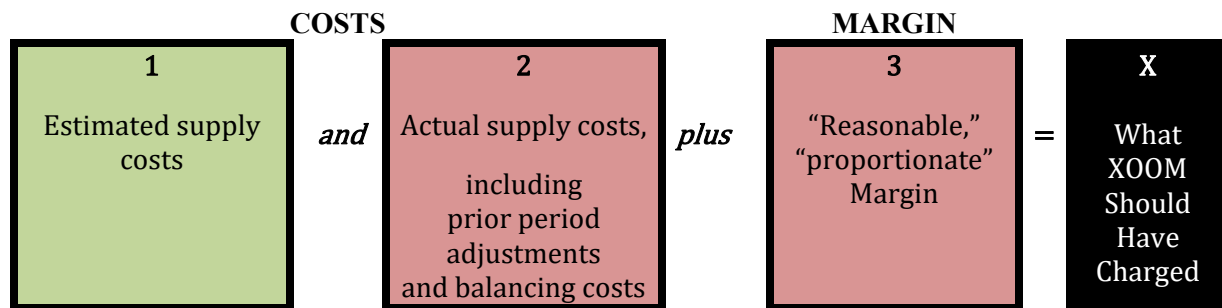 COSTS
MARGIN
1
Estimated supply
costs
and
2
Actual supply costs,
including
prior period
adjustments
and balancing costs
plus
3
“Reasonable,”
“proportionate”
Margin
=
X
What
XOOM
Should
Have
Charged